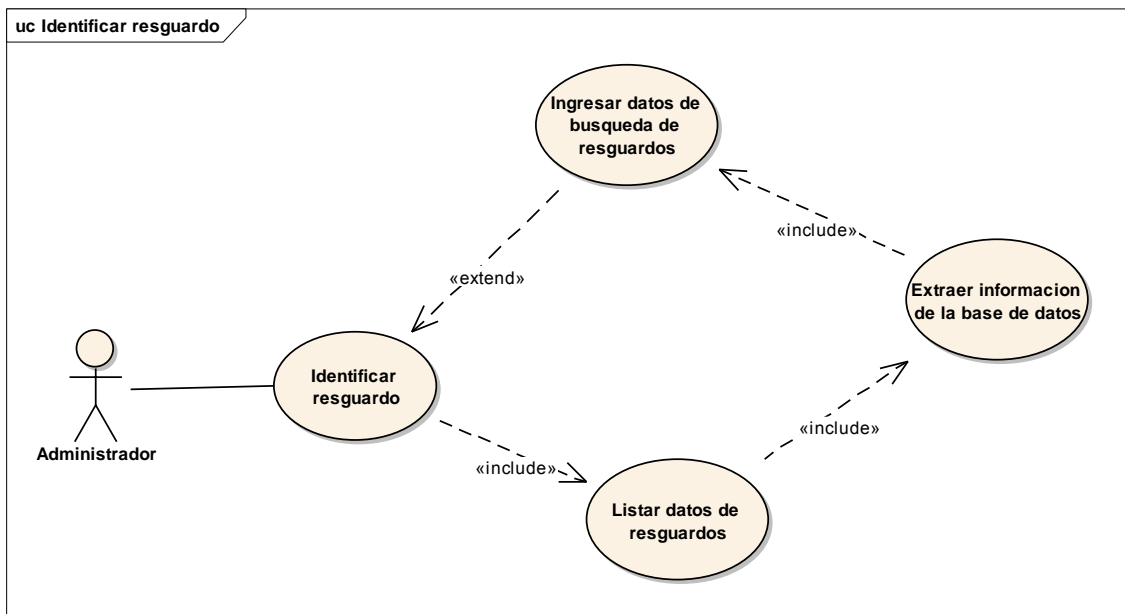 uc Identificar resguardo
Ingresar datos de
busqueda de
resguardos
«include»
«extend»
Extraer informacion
de la base de datos
Identificar
resguardo
Administrador
«include»
«include»
Listar datos de
resguardos